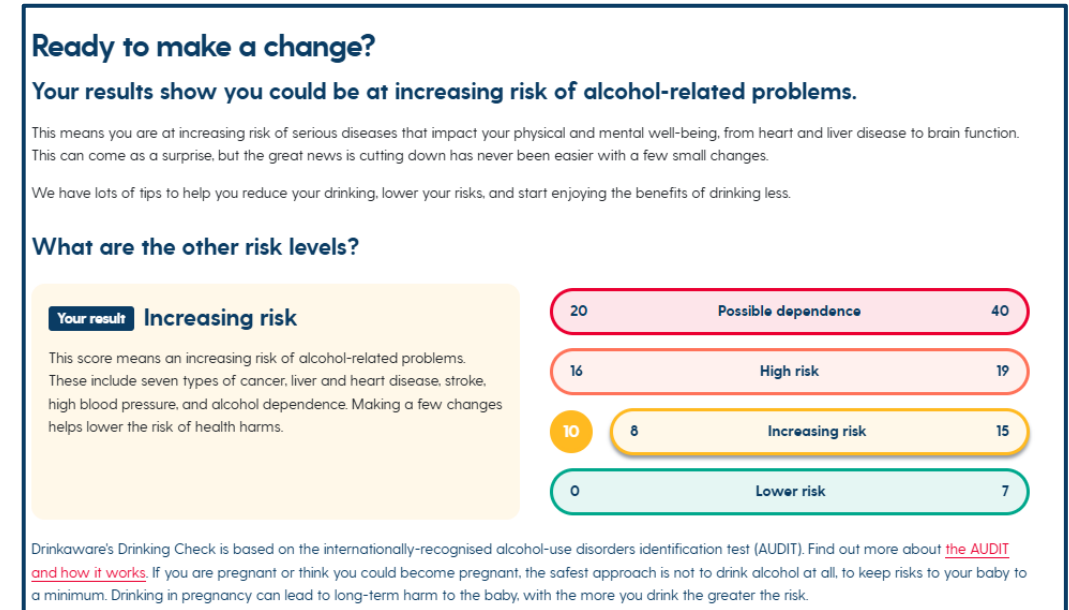 Ready to make a change?
Your results show you could be at increasing risk of alcohol-related problems.
This means you are at increasing risk of serious diseases that impact your physical and mental well-being, from heart and liver disease to brain function.
This can come as a surprise, but the great news is cutting down has never been easier with a few small changes.
We have lots of tips to help you reduce your drinking, lower your risks, and start enjoying the benefits of drinking less.
What are the other risk levels?
Your result Increasing risk
This score means an increasing risk of alcohol-related problems.
These include seven types of cancer, liver and heart disease, stroke,
high blood pressure, and alcohol dependence. Making a few changes
helps lower the risk of health harms.
20 Possible dependence 40
16 High risk 19
10 8 Increasing risk 15
0 Lower risk 7
Drinkaware's Drinking Check is based on the internationally-recognised alcohol-use disorders identification test (AUDIT). Find out more about the AUDIT
and how it works. If you are pregnant or think you could become pregnant, the safest approach is not to drink alcohol at all, to keep risks to your baby to
a minimum. Drinking in pregnancy can lead to long-term harm to the baby, with the more you drink the greater the risk.